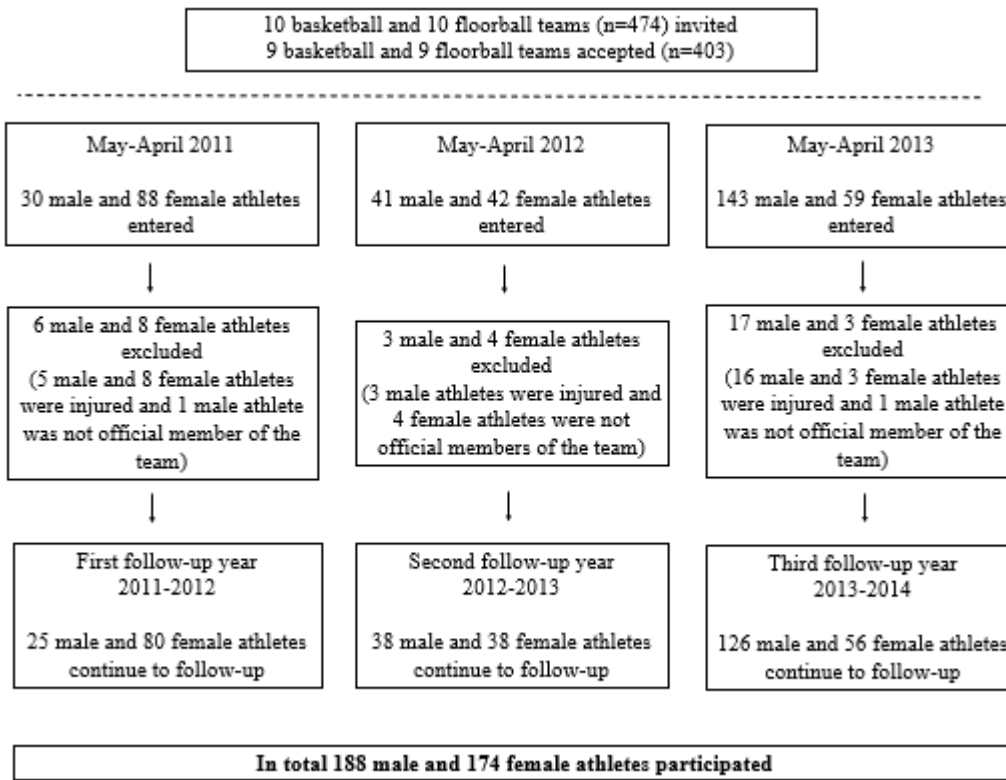 10 basketball and 10 floorball teams (n=474) invited
9 basketball and 9 floorball teams accepted (n=403)
May-April 2011
30 male and 88 female athletes
entered
May-April 2012
41 male and 42 female athletes
entered
May-April 2013
143 male and 59 female athletes
entered
6 male and 8 female athletes
excluded
(5 male and 8 female athletes
were injured and 1 male athlete
was not official member of the
team)
3 male and 4 female athletes
excluded
(3 male athletes were injured and
4 female athletes were not
official members of the team)
17 male and 3 female athletes
excluded
(16 male and 3 female athletes
were injured and 1 male athlete
was not official member of the
team)
First follow-up year
2011-2012
25 male and 80 female athletes
continue to follow-up
Second follow-up year
2012-2013
38 male and 38 female athletes
continue to follow-up
Third follow-up year
2013-2014
126 male and 56 female athletes
continue to follow-up
In total 188 male and 174 female athletes participated